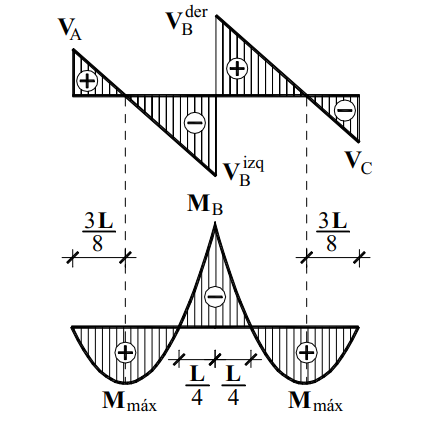 V_A
V_B^der
+
+
−
−
V_B^izq
V_C
M_B
3L/8
3L/8
−
+
+
L/4
L/4
M_máx
M_máx